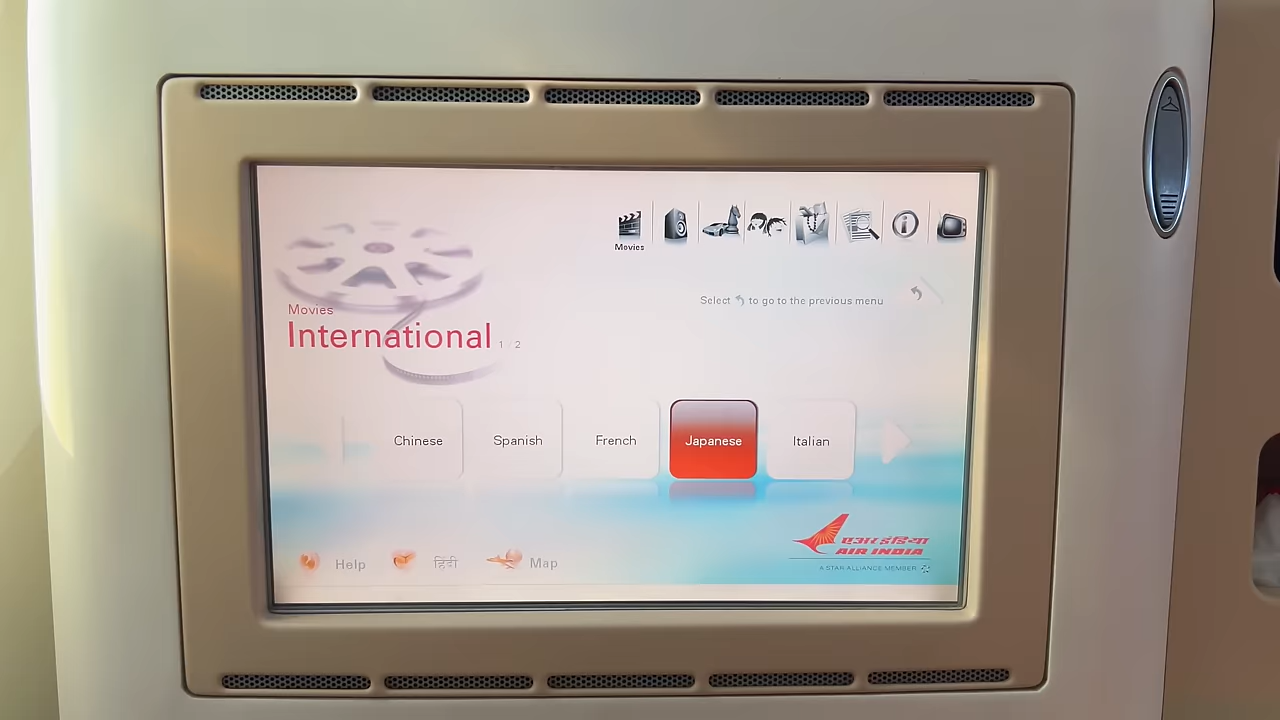 Movies
Select to go to the previous menu
Movies
International 1 / 2
Chinese
Spanish
French
Japanese
Italian
एअर इंडिया
AIR INDIA
A STAR ALLIANCE MEMBER
Help
हिंदी
Map